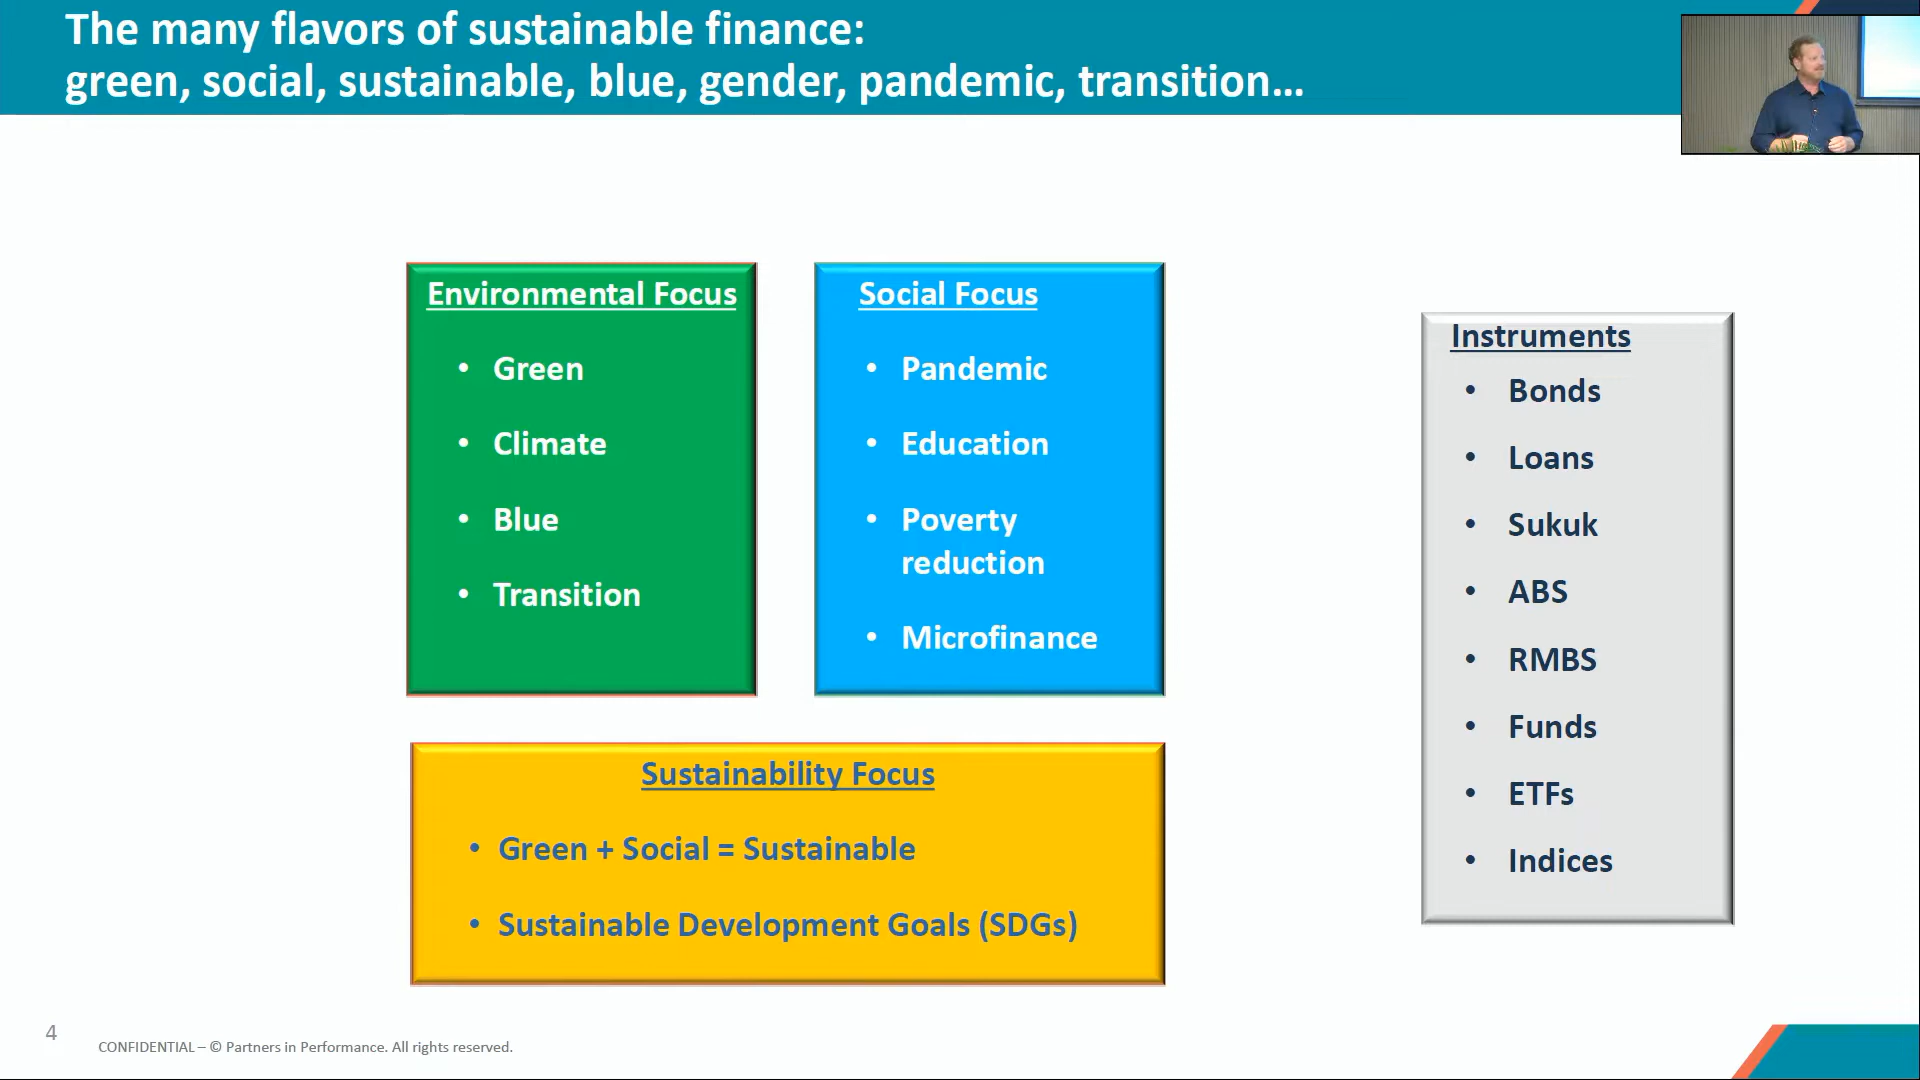 The many flavors of sustainable finance:
green, social, sustainable, blue, gender, pandemic, transition...
Environmental Focus
• Green
• Climate
• Blue
• Transition
Social Focus
• Pandemic
• Education
• Poverty
reduction
• Microfinance
Instruments
• Bonds
• Loans
• Sukuk
• ABS
• RMBS
• Funds
• ETFs
• Indices
Sustainability Focus
• Green + Social = Sustainable
• Sustainable Development Goals (SDGs)
4
CONFIDENTIAL – © Partners in Performance. All rights reserved.